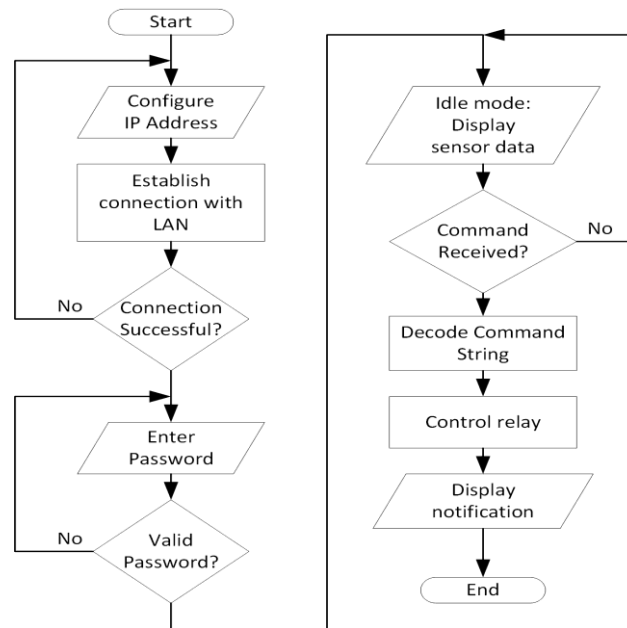 Start
Configure
IP Address
Establish
connection with
LAN
No
Connection
Successful?
Enter
Password
No
Valid
Password?
Idle mode:
Display
sensor data
Command
Received?
No
Decode Command
String
Control relay
Display
notification
End